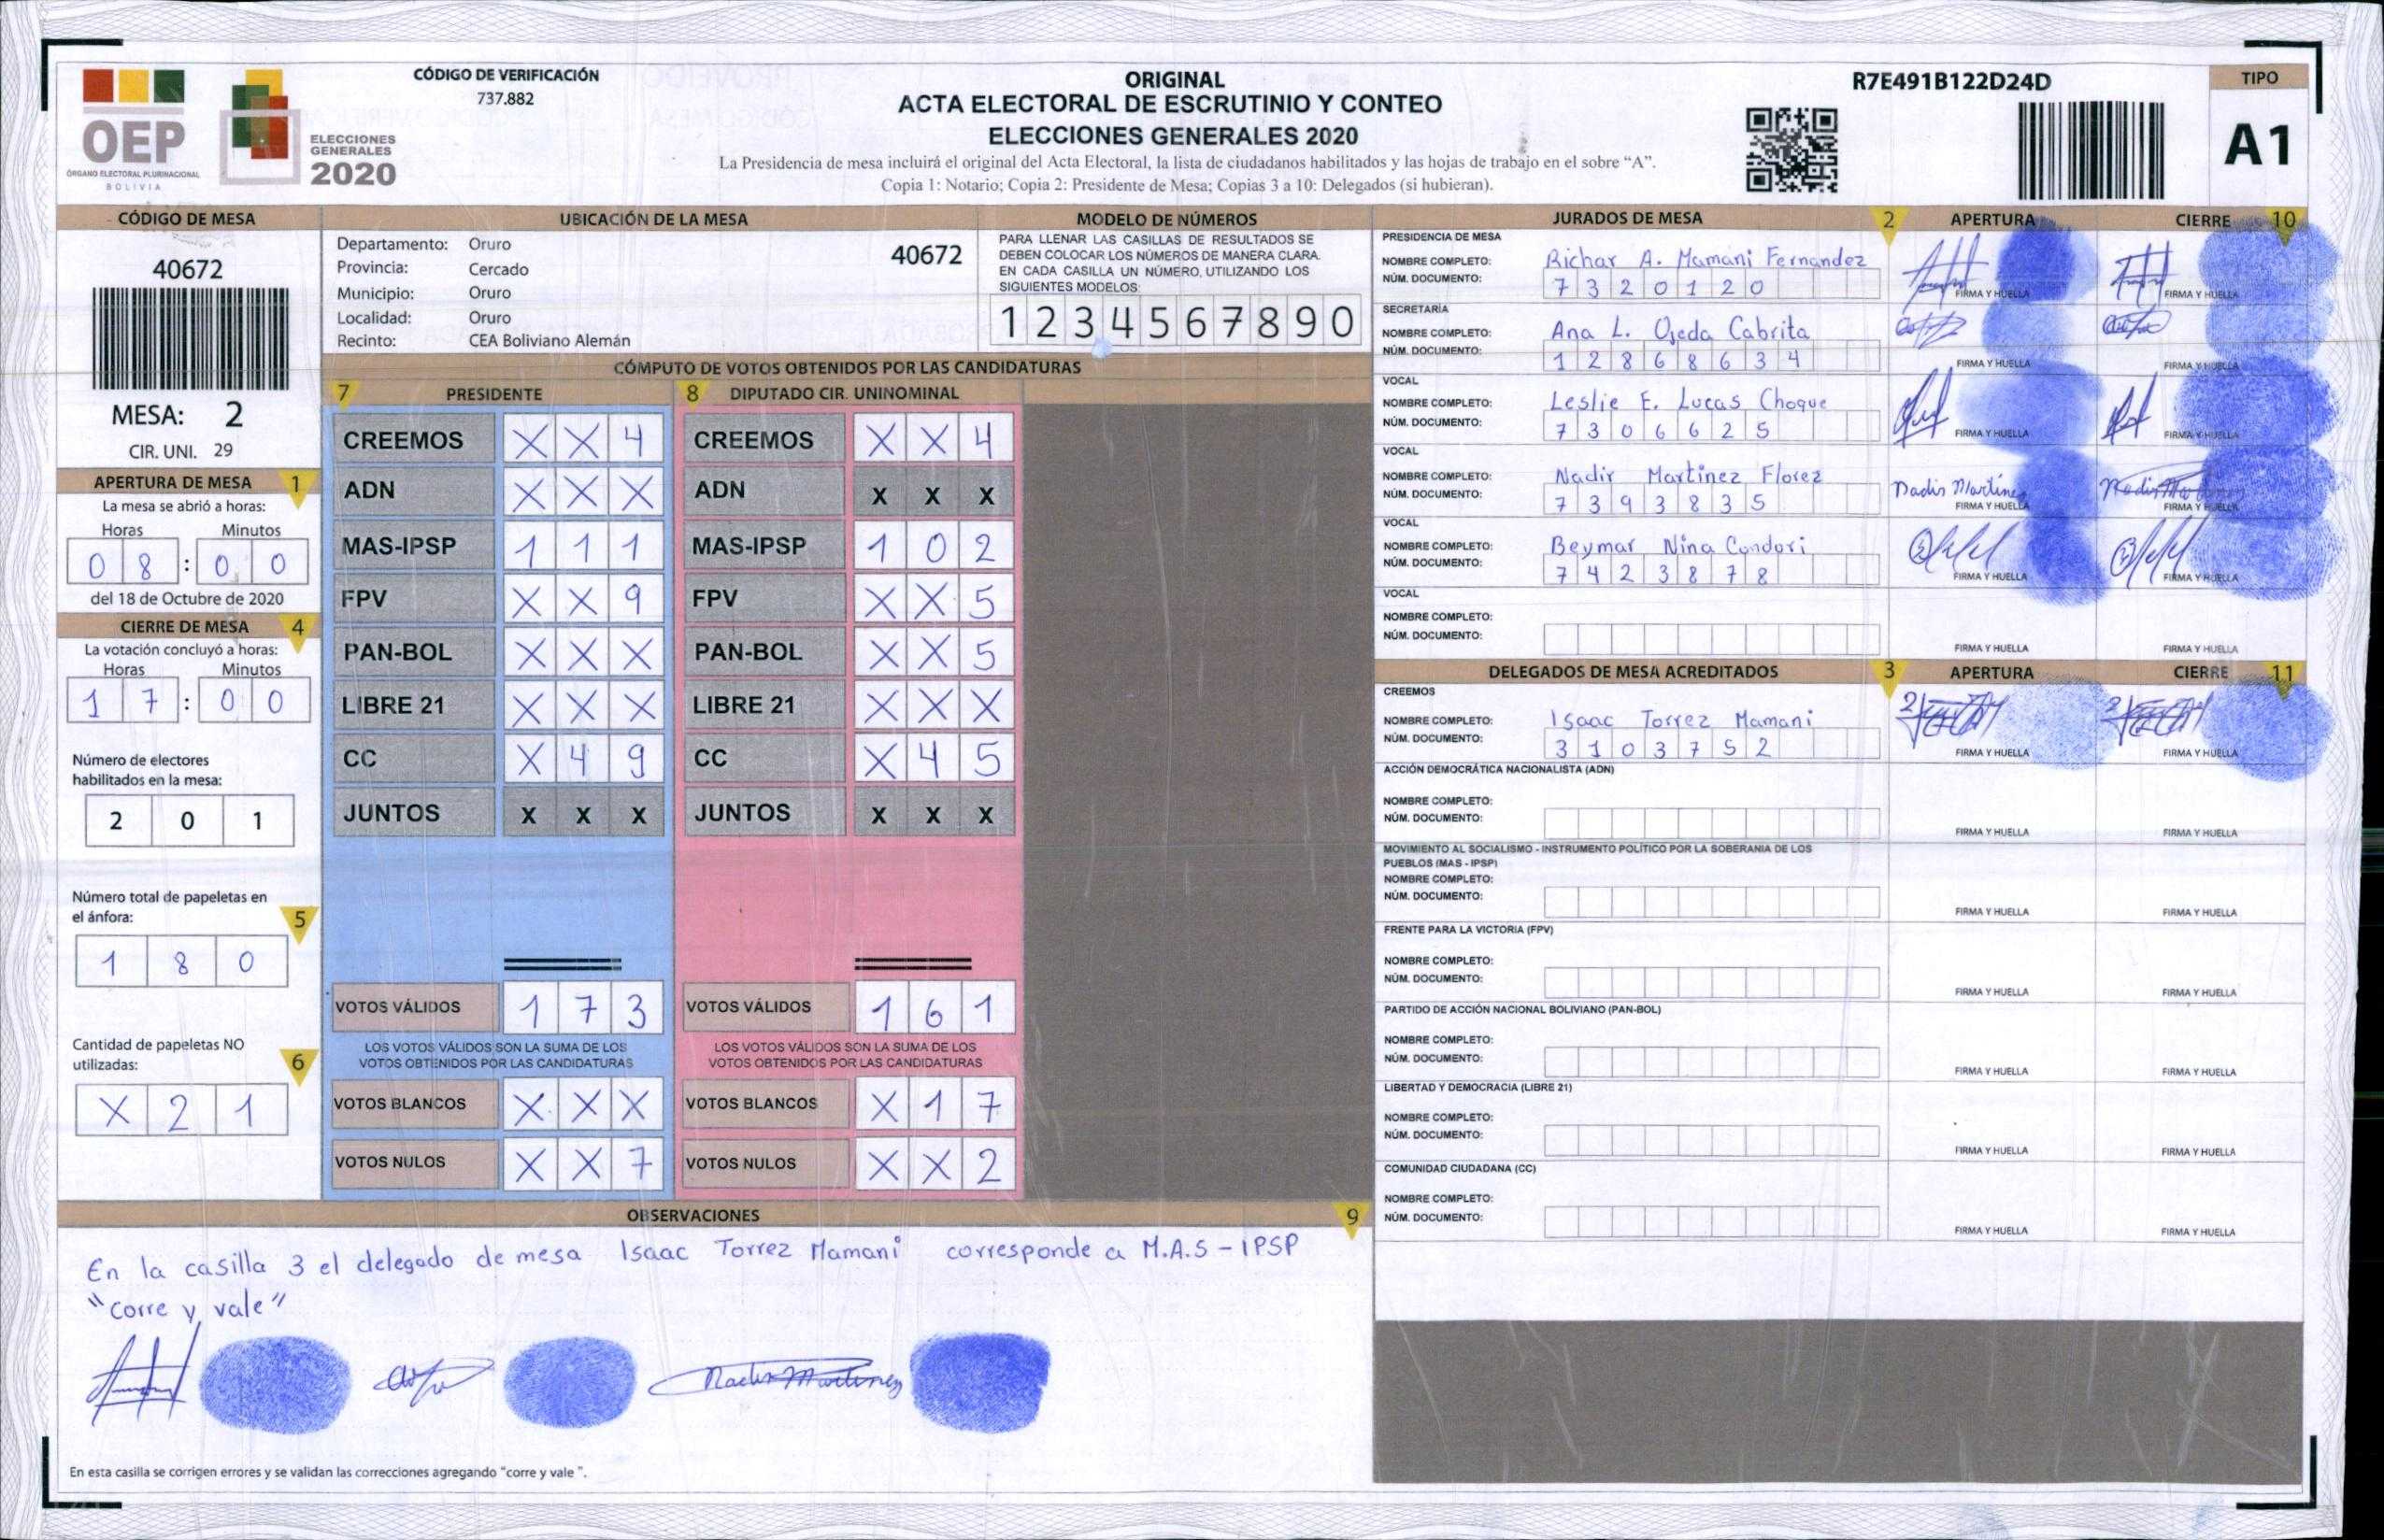 OEP
ÓRGANO ELECTORAL PLURINACIONAL
BOLIVIA
ELECCIONES
GENERALES
2020
CÓDIGO DE VERIFICACIÓN
737.882
ORIGINAL
ACTA ELECTORAL DE ESCRUTINIO Y CONTEO
ELECCIONES GENERALES 2020
La Presidencia de mesa incluirá el original del Acta Electoral, la lista de ciudadanos habilitados y las hojas de trabajo en el sobre “A”.
Copia 1: Notario; Copia 2: Presidente de Mesa; Copias 3 a 10: Delegados (si hubieran).
R7E491B122D24D
TIPO
A1
CÓDIGO DE MESA
40672
MESA: 2
CIR. UNI. 29
APERTURA DE MESA 1
La mesa se abrió a horas:
Horas Minutos
0 8 : 0 0
del 18 de Octubre de 2020
CIERRE DE MESA 4
La votación concluyó a horas:
Horas Minutos
1 7 : 0 0
Número de electores
habilitados en la mesa:
2 0 1
Número total de papeletas en
el ánfora: 5
1 8 0
Cantidad de papeletas NO
utilizadas: 6
X 2 1
UBICACIÓN DE LA MESA
Departamento: Oruro 40672
Provincia: Cercado
Municipio: Oruro
Localidad: Oruro
Recinto: CEA Boliviano Alemán
MODELO DE NÚMEROS
PARA LLENAR LAS CASILLAS DE RESULTADOS SE
DEBEN COLOCAR LOS NÚMEROS DE MANERA CLARA.
EN CADA CASILLA UN NÚMERO, UTILIZANDO LOS
SIGUIENTES MODELOS:
1 2 3 4 5 6 7 8 9 0
CÓMPUTO DE VOTOS OBTENIDOS POR LAS CANDIDATURAS
7 PRESIDENTE 8 DIPUTADO CIR. UNINOMINAL
CREEMOS X X 4 CREEMOS X X 4
ADN X X X ADN X X X
MAS-IPSP 1 1 1 MAS-IPSP 1 0 2
FPV X X 9 FPV X X 5
PAN-BOL X X X PAN-BOL X X 5
LIBRE 21 X X X LIBRE 21 X X X
CC X 4 9 CC X 4 5
JUNTOS X X X JUNTOS X X X
VOTOS VÁLIDOS 1 7 3 VOTOS VÁLIDOS 1 6 1
LOS VOTOS VÁLIDOS SON LA SUMA DE LOS LOS VOTOS VÁLIDOS SON LA SUMA DE LOS
VOTOS OBTENIDOS POR LAS CANDIDATURAS VOTOS OBTENIDOS POR LAS CANDIDATURAS
VOTOS BLANCOS X X X VOTOS BLANCOS X 1 7
VOTOS NULOS X X 7 VOTOS NULOS X X 2
JURADOS DE MESA 2 APERTURA CIERRE 10
PRESIDENCIA DE MESA
NOMBRE COMPLETO: Richar A. Mamani Fernandez
NÚM. DOCUMENTO: 7 3 2 0 1 2 0 FIRMA Y HUELLA FIRMA Y HUELLA
SECRETARÍA
NOMBRE COMPLETO: Ana L. Ojeda Cabrita
NÚM. DOCUMENTO: 1 2 8 6 8 6 3 4 FIRMA Y HUELLA FIRMA Y HUELLA
VOCAL
NOMBRE COMPLETO: Leslie E. Lucas Choque
NÚM. DOCUMENTO: 7 3 0 6 6 2 5 FIRMA Y HUELLA FIRMA Y HUELLA
VOCAL
NOMBRE COMPLETO: Nadir Martinez Florez
NÚM. DOCUMENTO: 7 3 9 3 8 3 5 Nadir Martinez FIRMA Y HUELLA FIRMA Y HUELLA
VOCAL
NOMBRE COMPLETO: Beymar Nina Condori
NÚM. DOCUMENTO: 7 4 2 3 8 7 8 FIRMA Y HUELLA FIRMA Y HUELLA
VOCAL
NOMBRE COMPLETO:
NÚM. DOCUMENTO: FIRMA Y HUELLA FIRMA Y HUELLA
DELEGADOS DE MESA ACREDITADOS 3 APERTURA CIERRE 11
CREEMOS
NOMBRE COMPLETO: Isaac Torrez Mamani
NÚM. DOCUMENTO: 3 1 0 3 7 5 2 FIRMA Y HUELLA FIRMA Y HUELLA
ACCIÓN DEMOCRÁTICA NACIONALISTA (ADN)
NOMBRE COMPLETO:
NÚM. DOCUMENTO: FIRMA Y HUELLA FIRMA Y HUELLA
MOVIMIENTO AL SOCIALISMO - INSTRUMENTO POLÍTICO POR LA SOBERANIA DE LOS
PUEBLOS (MAS - IPSP)
NOMBRE COMPLETO:
NÚM. DOCUMENTO: FIRMA Y HUELLA FIRMA Y HUELLA
FRENTE PARA LA VICTORIA (FPV)
NOMBRE COMPLETO:
NÚM. DOCUMENTO: FIRMA Y HUELLA FIRMA Y HUELLA
PARTIDO DE ACCIÓN NACIONAL BOLIVIANO (PAN-BOL)
NOMBRE COMPLETO:
NÚM. DOCUMENTO: FIRMA Y HUELLA FIRMA Y HUELLA
LIBERTAD Y DEMOCRACIA (LIBRE 21)
NOMBRE COMPLETO:
NÚM. DOCUMENTO: FIRMA Y HUELLA FIRMA Y HUELLA
COMUNIDAD CIUDADANA (CC)
NOMBRE COMPLETO:
NÚM. DOCUMENTO: FIRMA Y HUELLA FIRMA Y HUELLA
OBSERVACIONES 9
En la casilla 3 el delegado de mesa Isaac Torrez Mamani corresponde a M.A.S - IPSP
"corre y vale"
Nadir Martinez
En esta casilla se corrigen errores y se validan las correcciones agregando “corre y vale ”.